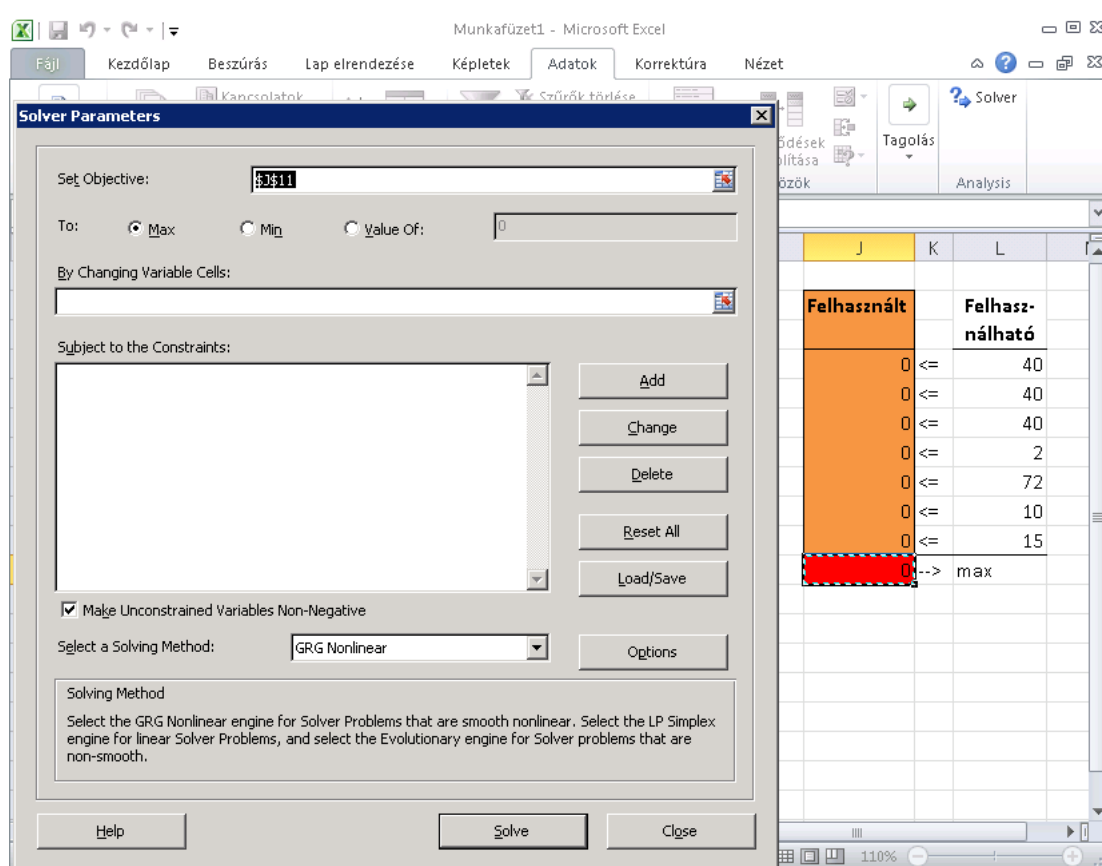 Munkafüzet1 - Microsoft Excel
Fájl Kezdőlap Beszúrás Lap elrendezése Képletek Adatok Korrektúra Nézet
Kapcsolatok Szűrők törlése Solver
Tagolás
Analysis
Solver Parameters
Set Objective: $J$11
To: Max Min Value Of: 0
By Changing Variable Cells:
Subject to the Constraints:
Add
Change
Delete
Reset All
Load/Save
Make Unconstrained Variables Non-Negative
Select a Solving Method: GRG Nonlinear Options
Solving Method
Select the GRG Nonlinear engine for Solver Problems that are smooth nonlinear. Select the LP Simplex
engine for linear Solver Problems, and select the Evolutionary engine for Solver problems that are
non-smooth.
Help Solve Close
J K L
Felhasznált Felhasz-
nálható
0 <= 40
0 <= 40
0 <= 40
0 <= 2
0 <= 72
0 <= 10
0 <= 15
0 --> max
110%